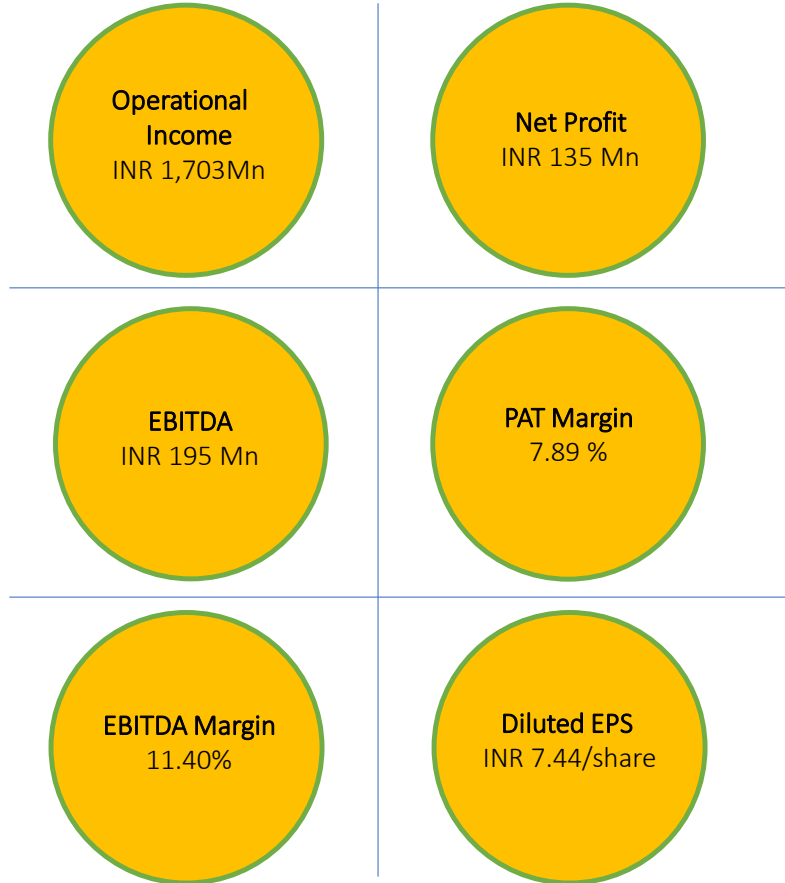 Operational
Income
INR 1,703Mn
Net Profit
INR 135 Mn
EBITDA
INR 195 Mn
PAT Margin
7.89 %
EBITDA Margin
11.40%
Diluted EPS
INR 7.44/share